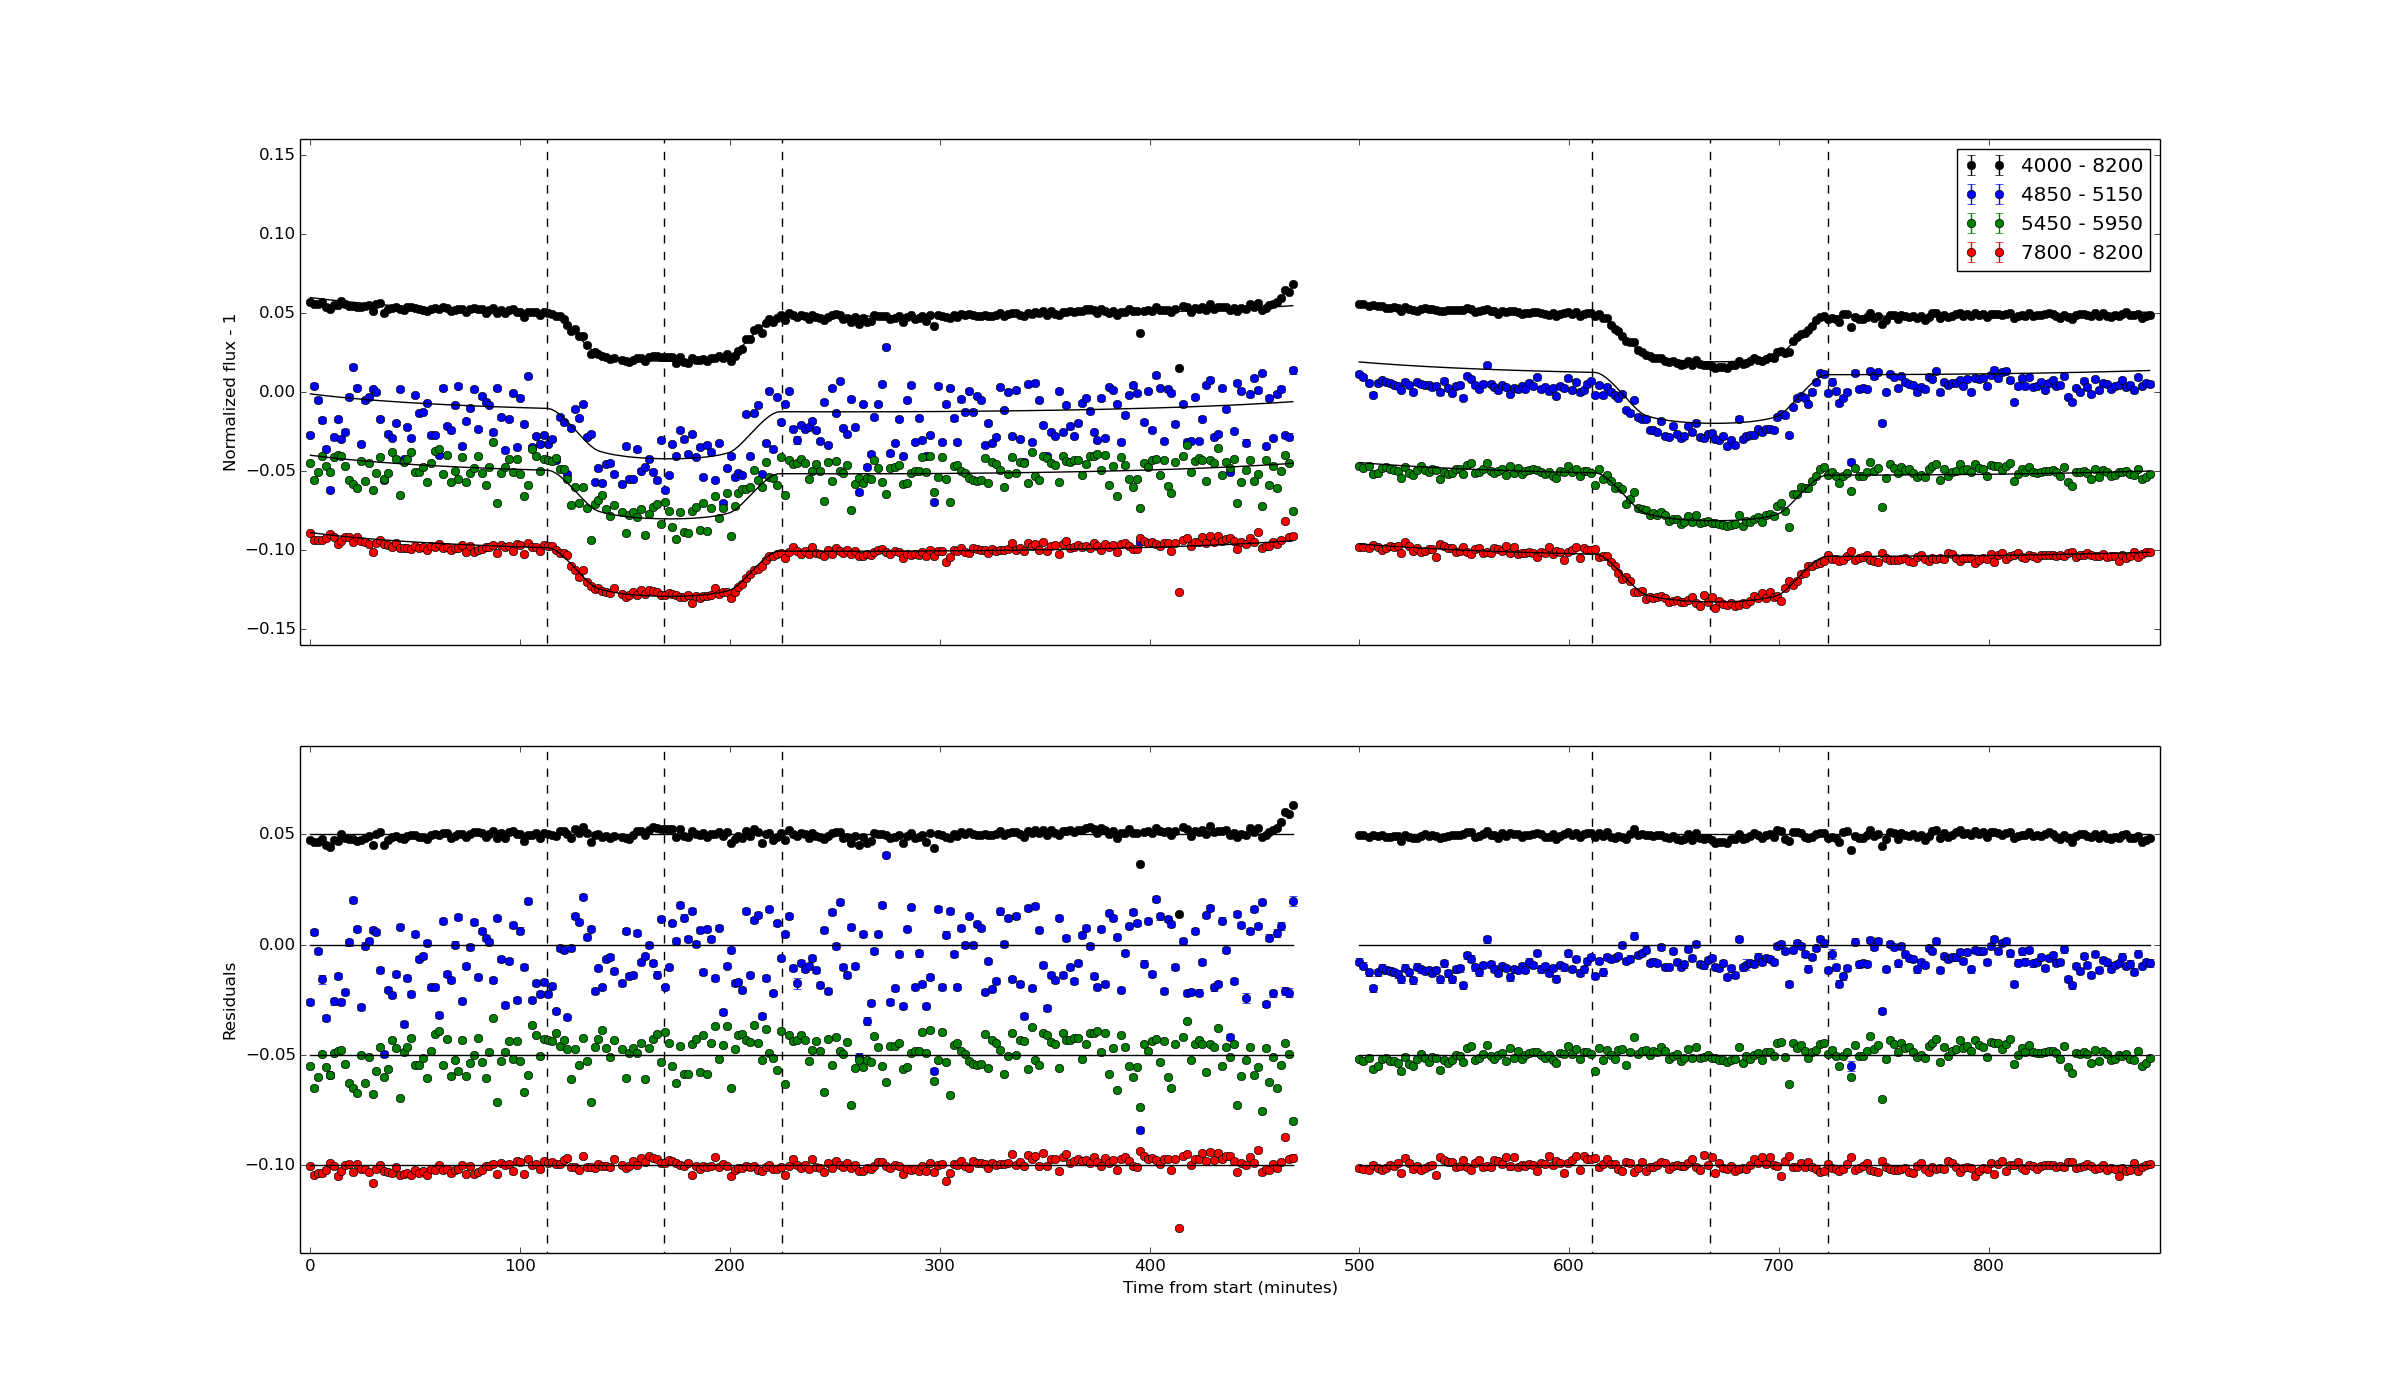 0.15
0.10
0.05
0.00
−0.05
−0.10
−0.15
Normalized flux - 1
4000 - 8200
4850 - 5150
5450 - 5950
7800 - 8200
0.05
0.00
−0.05
−0.10
Residuals
0 100 200 300 400 500 600 700 800
Time from start (minutes)